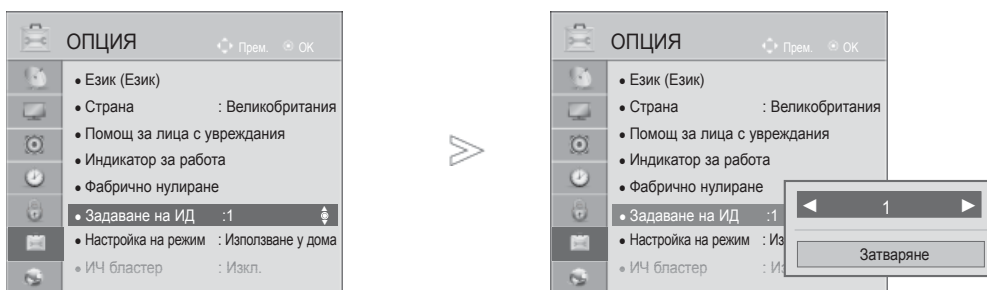 ОПЦИЯ Прем. OK
• Език (Език)
• Страна : Великобритания
• Помощ за лица с увреждания
• Индикатор за работа
• Фабрично нулиране
• Задаване на ИД :1
• Настройка на режим : Използване у дома
• ИЧ бластер : Изкл.
ОПЦИЯ Прем. OK
• Език (Език)
• Страна : Великобритания
• Помощ за лица с увреждания
• Индикатор за работа
• Фабрично нулиране
• Задаване на ИД :1
• Настройка на режим : Из
• ИЧ бластер : Из
◄ 1 ►
Затваряне